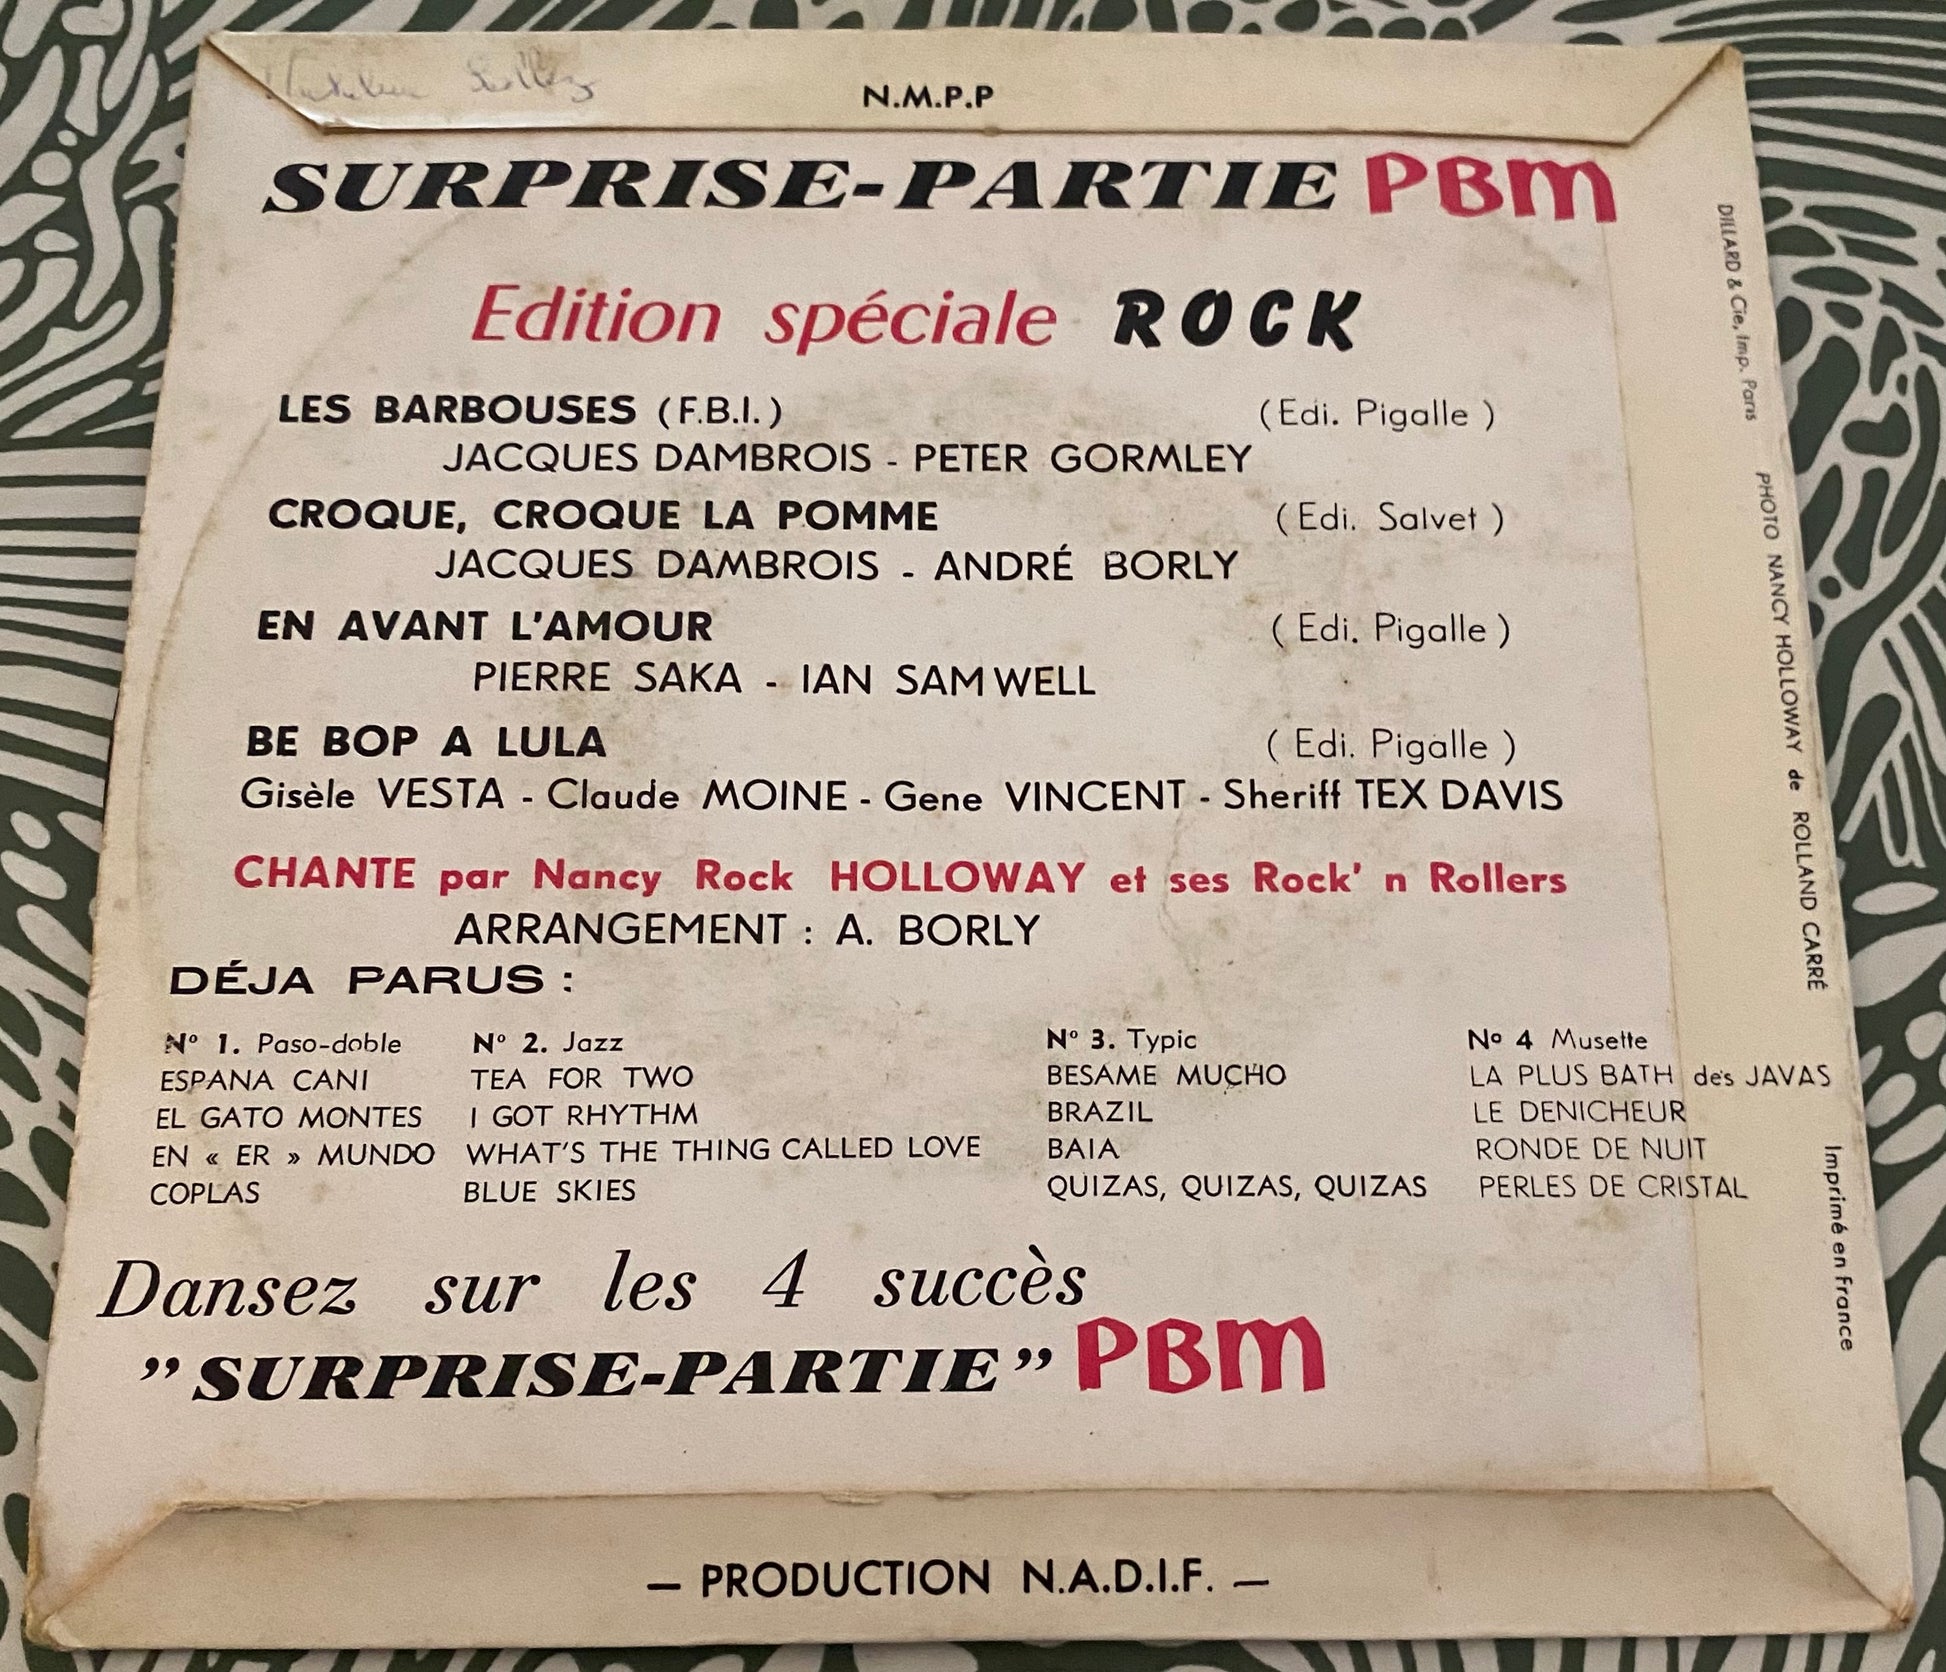 N.M.P.P
SURPRISE-PARTIE PBM
Edition spéciale ROCK
LES BARBOUSES (F.B.I.) (Edi. Pigalle)
JACQUES DAMBROIS - PETER GORMLEY
CROQUE, CROQUE LA POMME (Edi. Salvet)
JACQUES DAMBROIS - ANDRÉ BORLY
EN AVANT L'AMOUR (Edi. Pigalle)
PIERRE SAKA - IAN SAMWELL
BE BOP A LULA (Edi. Pigalle)
Gisèle VESTA - Claude MOINE - Gene VINCENT - Sheriff TEX DAVIS
CHANTE par Nancy Rock HOLLOWAY et ses Rock' n Rollers
ARRANGEMENT : A. BORLY
DÉJA PARUS :
Nº 1. Paso-doble
ESPANA CANI
EL GATO MONTES
EN « ER » MUNDO
COPLAS
Nº 2. Jazz
TEA FOR TWO
I GOT RHYTHM
WHAT'S THE THING CALLED LOVE
BLUE SKIES
Nº 3. Typic
BESAME MUCHO
BRAZIL
BAIA
QUIZAS, QUIZAS, QUIZAS
Nº 4 Musette
LA PLUS BATH des JAVAS
LE DENICHEUR
RONDE DE NUIT
PERLES DE CRISTAL
Dansez sur les 4 succès
"SURPRISE-PARTIE" PBM
— PRODUCTION N.A.D.I.F. —
DILLARD & Cie, Imp. Paris PHOTO NANCY HOLLOWAY de ROLLAND CARRÉ Imprimé en France